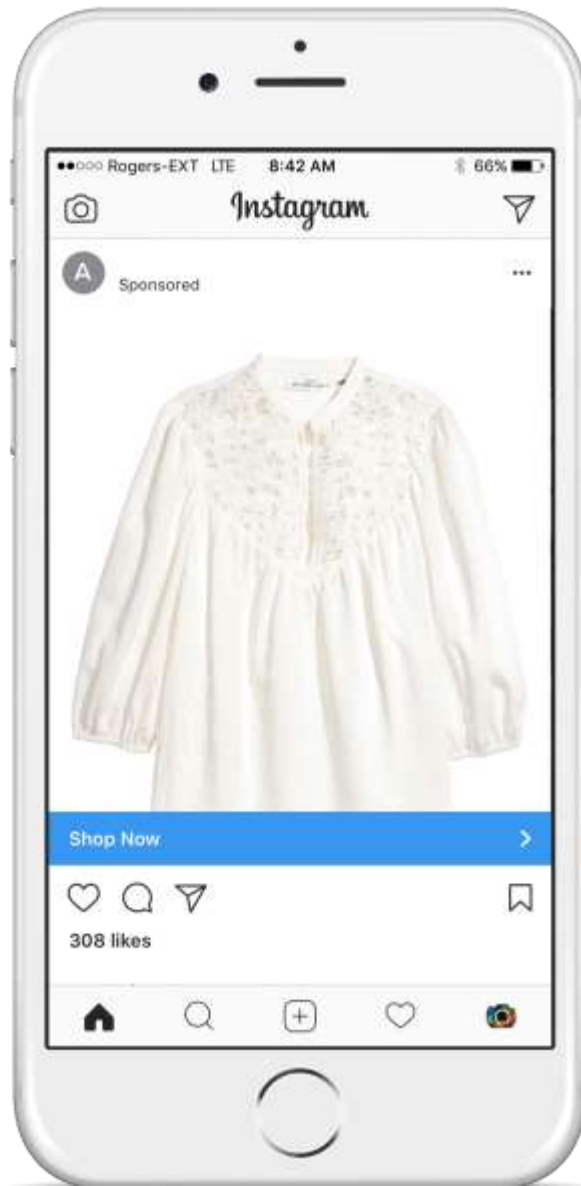 Rogers-EXT LTE 8:42 AM 66%
Instagram
A
Sponsored
Shop Now
308 likes